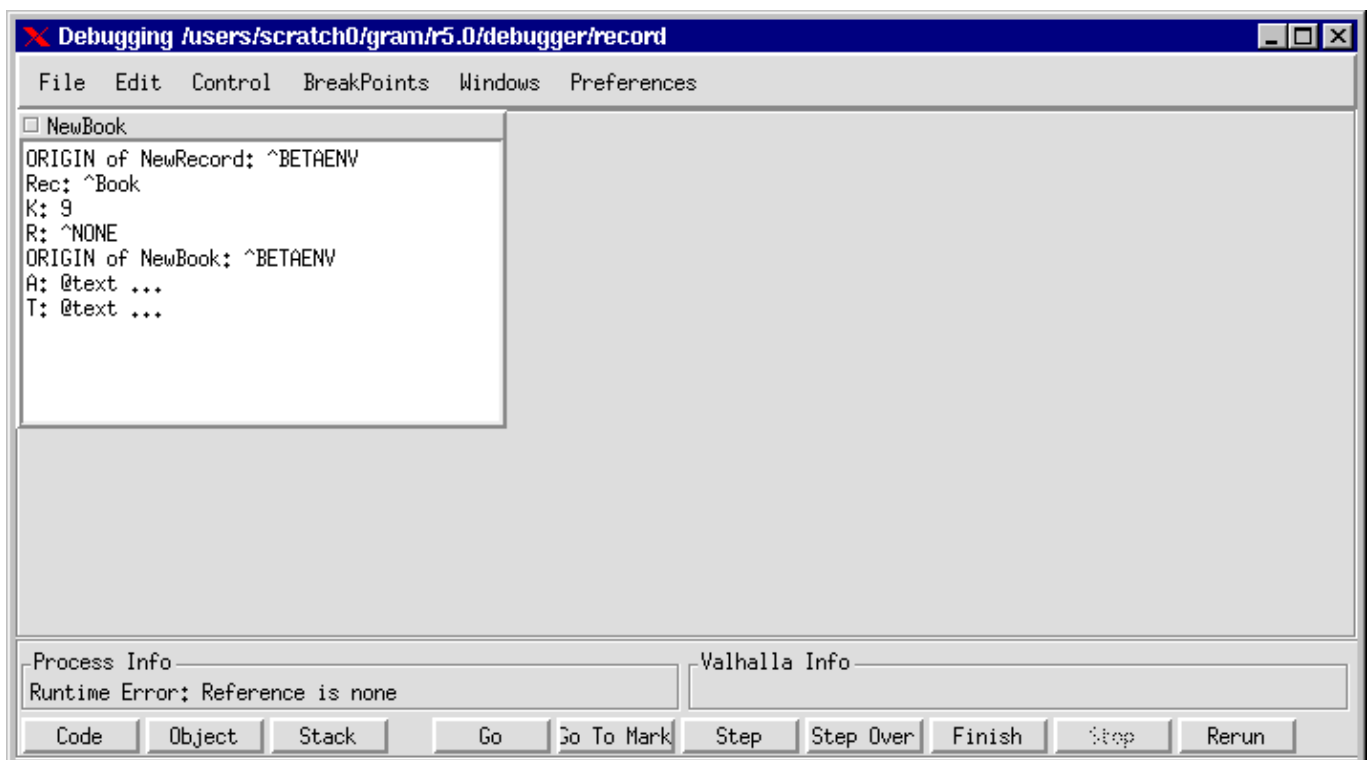 Debugging /users/scratch0/gram/r5.0/debugger/record
File Edit Control BreakPoints Windows Preferences
NewBook
ORIGIN of NewRecord: ^BETAENV
Rec: ^Book
K: 9
R: ^NONE
ORIGIN of NewBook: ^BETAENV
A: @text ...
T: @text ...
Process Info Valhalla Info
Runtime Error: Reference is none
Code Object Stack Go Go To Mark Step Step Over Finish Stop Rerun